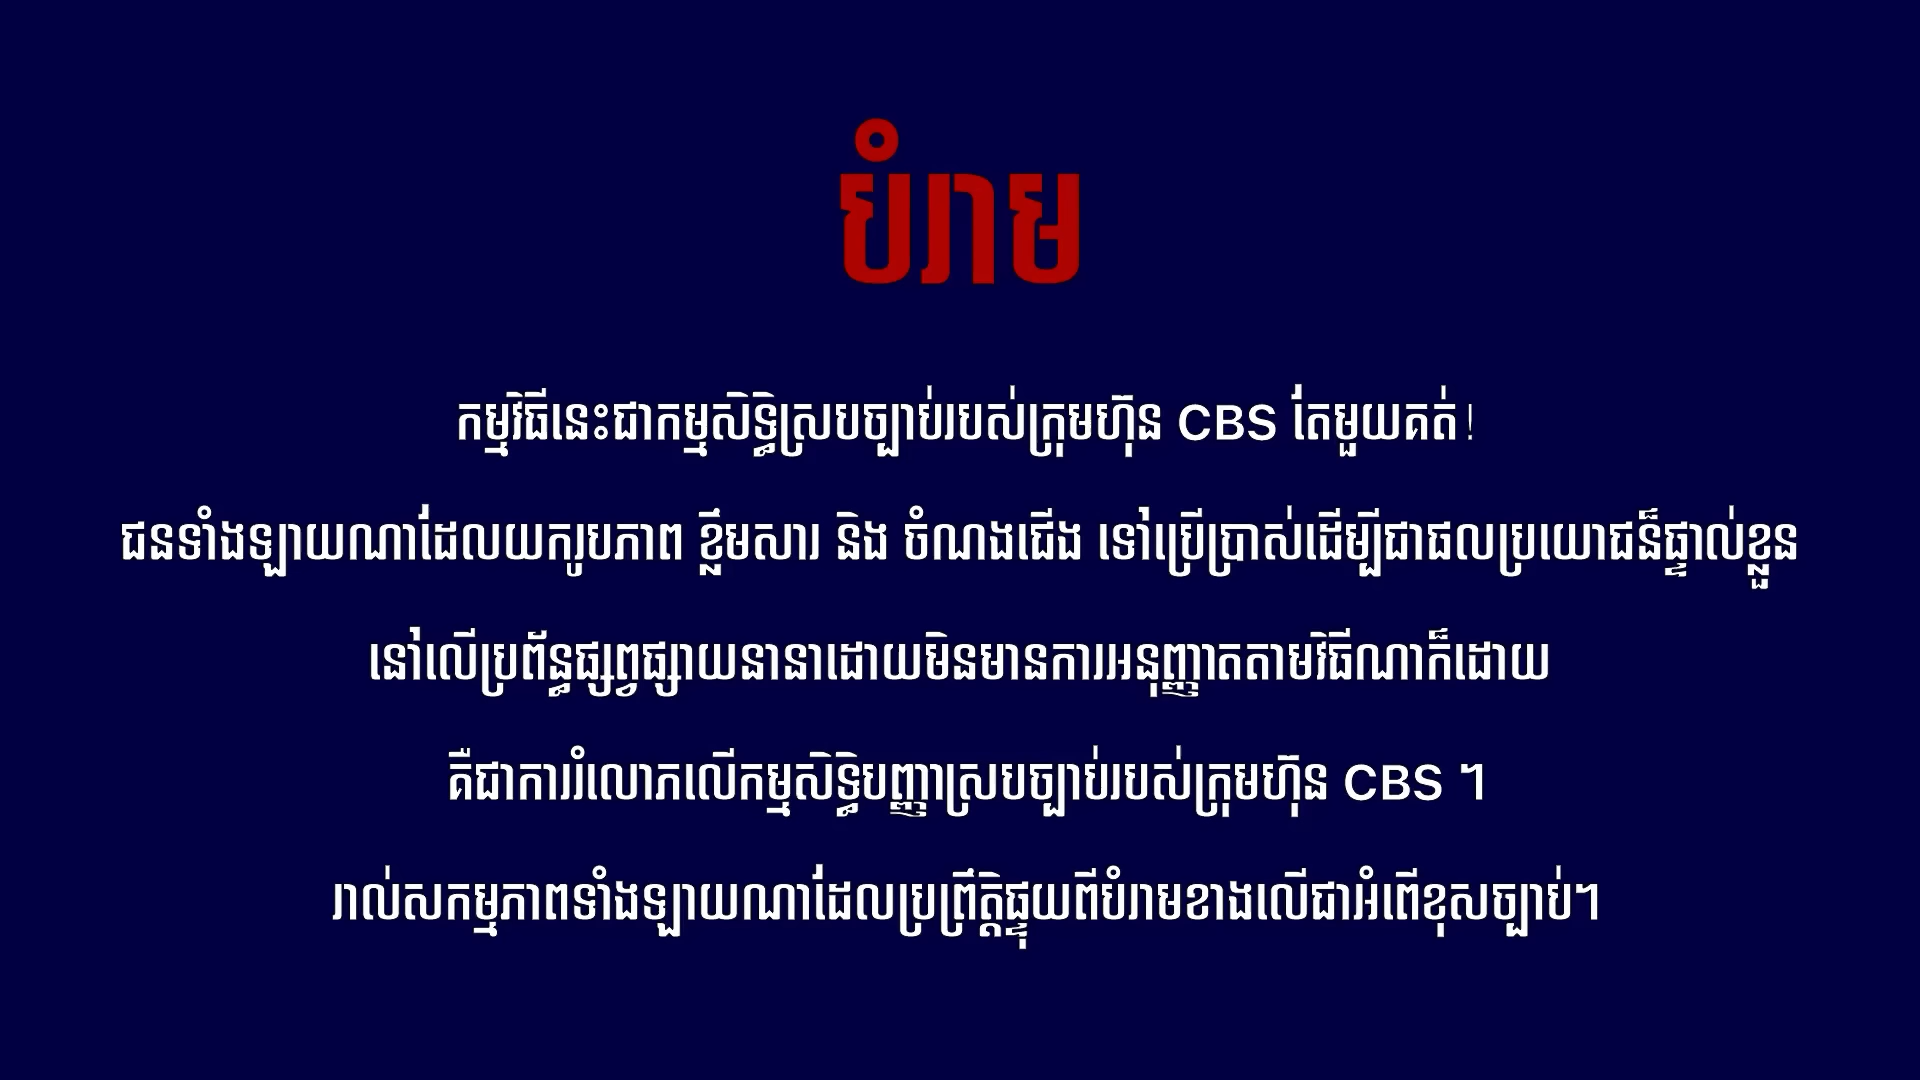 បំរាម
កម្មវិធីនេះជាកម្មសិទ្ធិស្របច្បាប់របស់ក្រុមហ៊ុន CBS តែមួយគត់!
ជនទាំងឡាយណាដែលយករូបភាព ខ្លឹមសារ និង ចំណងជើង ទៅប្រើប្រាស់ដើម្បីជាផលប្រយោជន៏ផ្ទាល់ខ្លួន
នៅលើប្រព័ន្ធផ្សព្វផ្សាយនានាដោយមិនមានការអនុញ្ញាតតាមវិធីណាក៏ដោយ
គឺជាការរំលោភលើកម្មសិទ្ធិបញ្ញាស្របច្បាប់របស់ក្រុមហ៊ុន CBS ។
រាល់សកម្មភាពទាំងឡាយណាដែលប្រព្រឹត្តិផ្ទុយពីបំរាមខាងលើជាអំពើខុសច្បាប់។